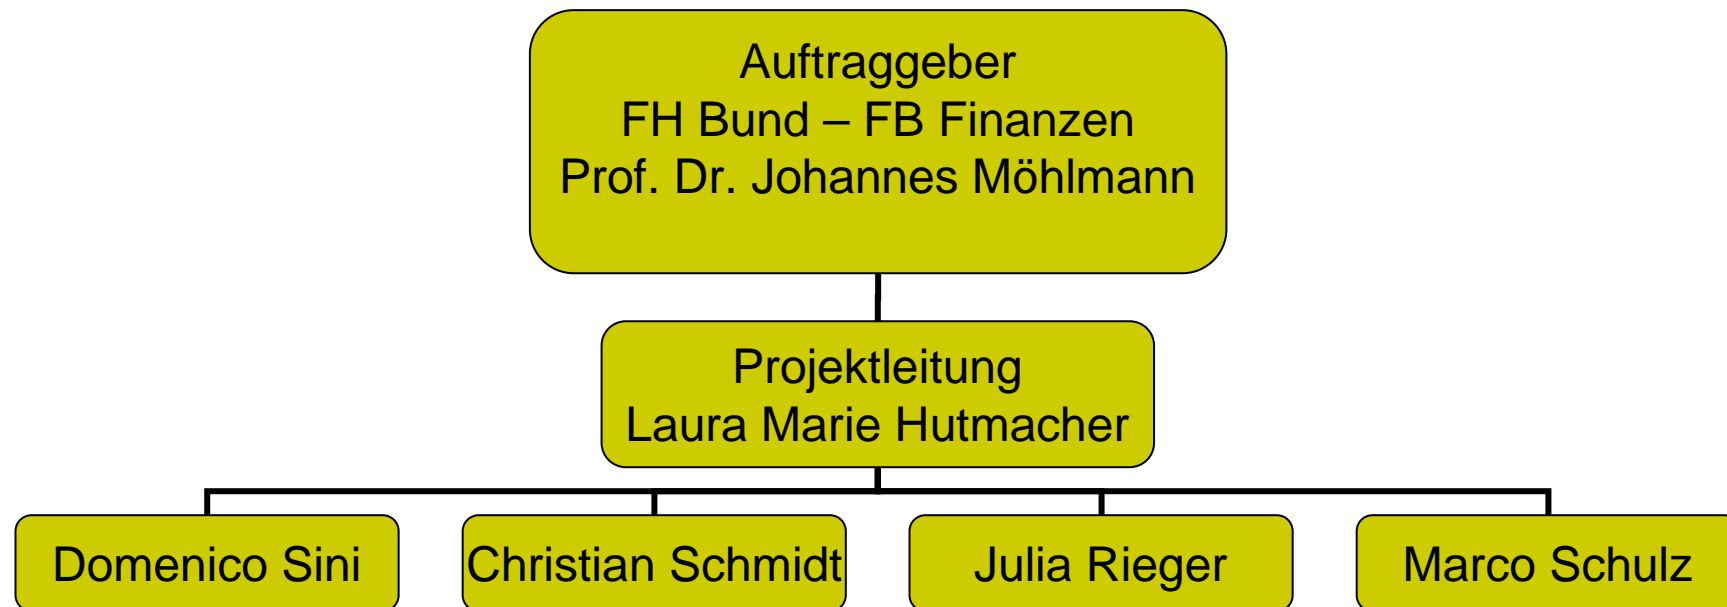 Auftraggeber
FH Bund – FB Finanzen
Prof. Dr. Johannes Möhlmann
Projektleitung
Laura Marie Hutmacher
Domenico Sini
Christian Schmidt
Julia Rieger
Marco Schulz